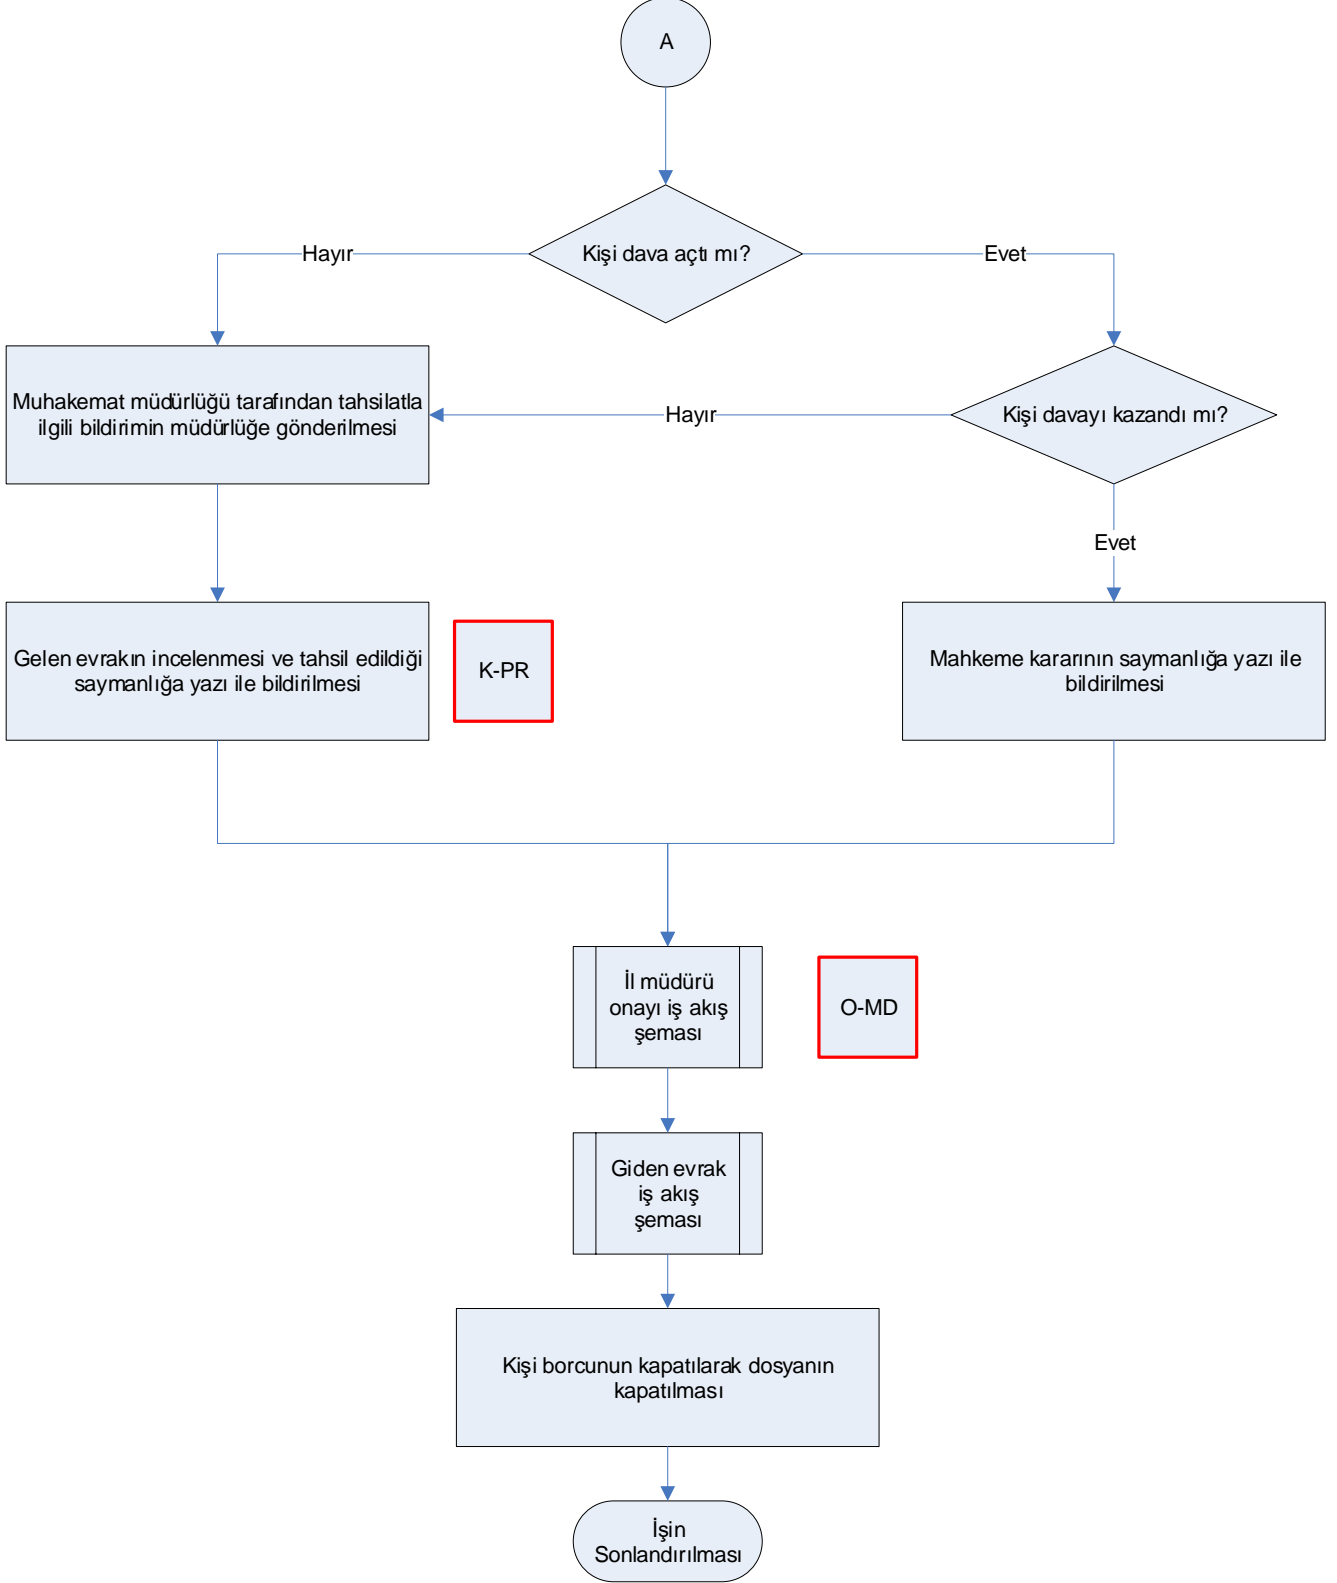 A
Kişi dava açtı mı?
Hayır
Evet
Muhakemat müdürlüğü tarafından tahsilatla
ilgili bildirimin müdürlüğe gönderilmesi
Hayır
Kişi davayı kazandı mı?
Evet
Gelen evrakın incelenmesi ve tahsil edildiği
saymanlığa yazı ile bildirilmesi
K-PR
Mahkeme kararının saymanlığa yazı ile
bildirilmesi
İl müdürü
onayı iş akış
şeması
O-MD
Giden evrak
iş akış
şeması
Kişi borcunun kapatılarak dosyanın
kapatılması
İşin
Sonlandırılması